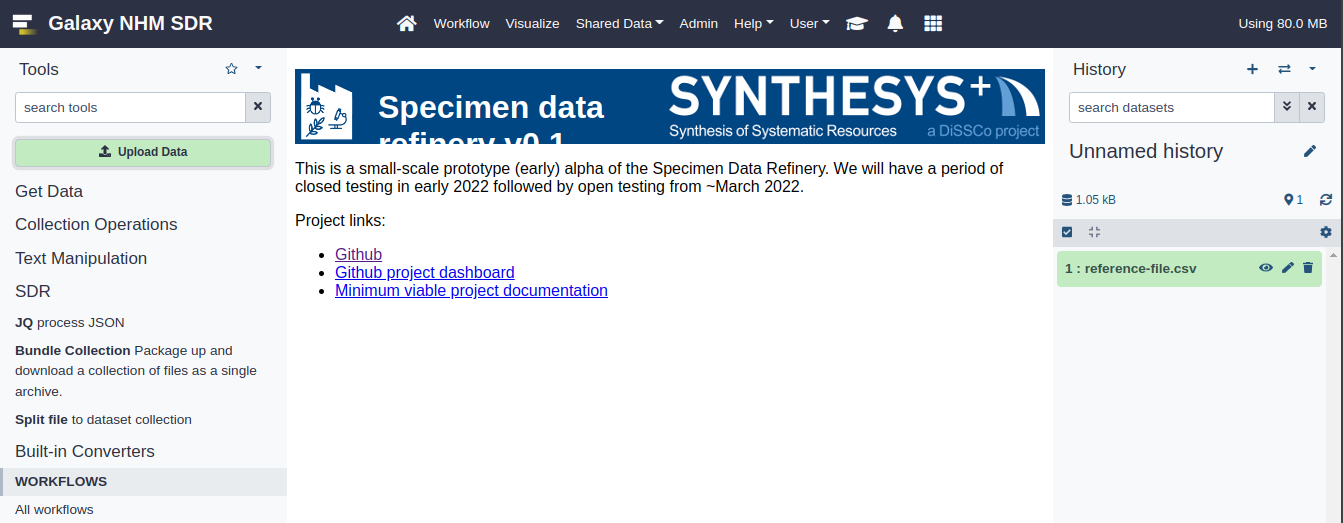 Galaxy NHM SDR
Workflow Visualize Shared Data Admin Help User
Using 80.0 MB
Tools
search tools
Upload Data
Get Data
Collection Operations
Text Manipulation
SDR
JQ process JSON
Bundle Collection Package up and
download a collection of files as a single
archive.
Split file to dataset collection
Built-in Converters
WORKFLOWS
All workflows
Specimen data
refinery v0.1
SYNTHESYS+
Synthesis of Systematic Resources
a DiSSCo project
This is a small-scale prototype (early) alpha of the Specimen Data Refinery. We will have a period of
closed testing in early 2022 followed by open testing from ~March 2022.
Project links:
Github
Github project dashboard
Minimum viable project documentation
History
search datasets
Unnamed history
1.05 kB
1
1 : reference-file.csv